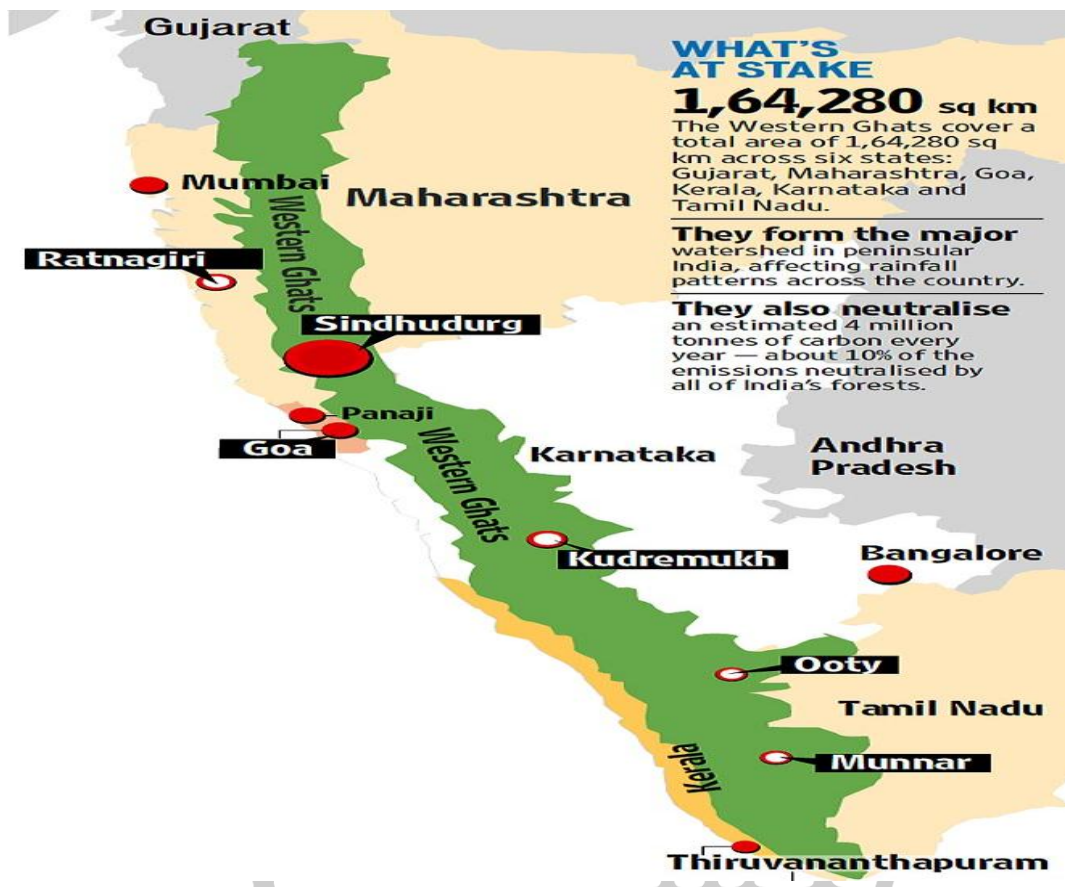 Gujarat
WHAT'S
AT STAKE
1,64,280 sq km
The Western Ghats cover a
total area of 1,64,280 sq
km across six states:
Gujarat, Maharashtra, Goa,
Kerala, Karnataka and
Tamil Nadu.
They form the major
watershed in peninsular
India, affecting rainfall
patterns across the country.
They also neutralise
an estimated 4 million
tonnes of carbon every
year — about 10% of the
emissions neutralised by
all of India's forests.
Mumbai
Maharashtra
Western Ghats
Ratnagiri
Sindhudurg
Panaji
Goa
Western Ghats
Karnataka
Andhra
Pradesh
Kudremukh
Bangalore
Ooty
Tamil Nadu
Munnar
Kerala
Thiruvananthapuram